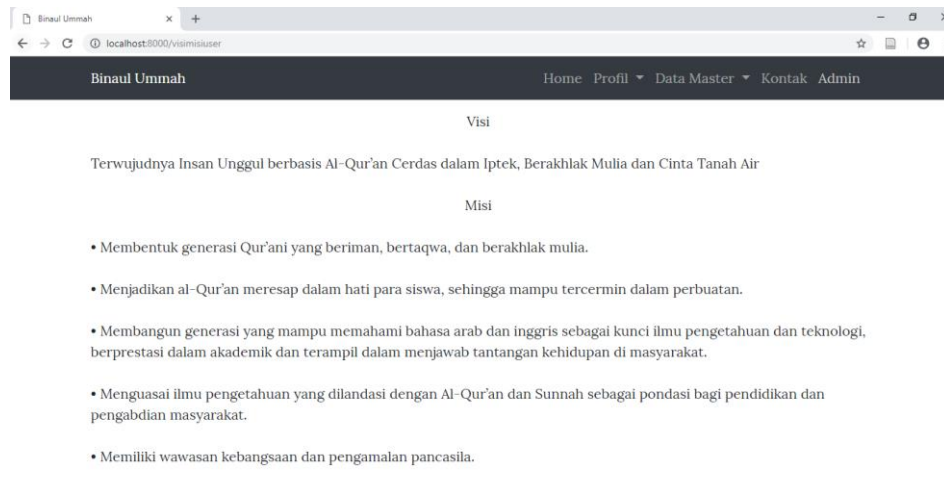 Binaul Ummah
localhost:8000/visimisiuser
Binaul Ummah Home Profil Data Master Kontak Admin
Visi
Terwujudnya Insan Unggul berbasis Al-Qur'an Cerdas dalam Iptek, Berakhlak Mulia dan Cinta Tanah Air
Misi
• Membentuk generasi Qur'ani yang beriman, bertaqwa, dan berakhlak mulia.
• Menjadikan al-Qur'an meresap dalam hati para siswa, sehingga mampu tercermin dalam perbuatan.
• Membangun generasi yang mampu memahami bahasa arab dan inggris sebagai kunci ilmu pengetahuan dan teknologi,
berprestasi dalam akademik dan terampil dalam menjawab tantangan kehidupan di masyarakat.
• Menguasai ilmu pengetahuan yang dilandasi dengan Al-Qur'an dan Sunnah sebagai pondasi bagi pendidikan dan
pengabdian masyarakat.
• Memiliki wawasan kebangsaan dan pengamalan pancasila.